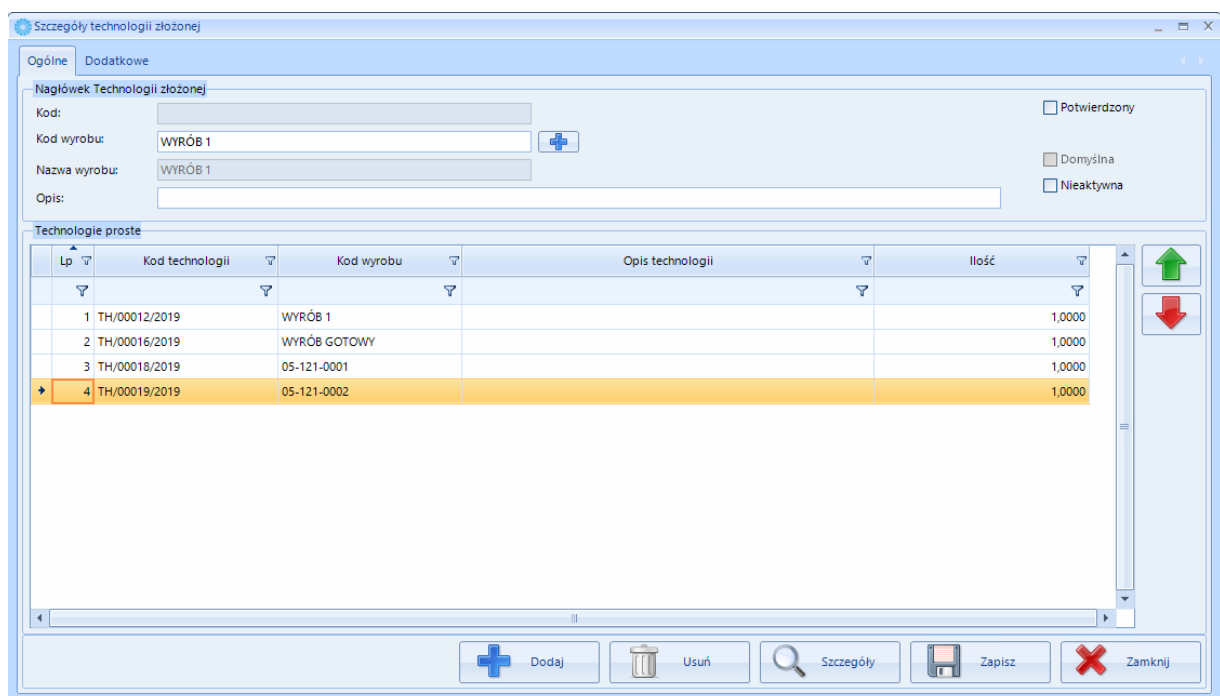 Szczegóły technologii złożonej
Ogólne Dodatkowe
Nagłówek Technologii złożonej
Kod:
Potwierdzony
Kod wyrobu: WYRÓB 1
Domyślna
Nazwa wyrobu: WYRÓB 1
Nieaktywna
Opis:
Technologie proste
Lp Kod technologii Kod wyrobu Opis technologii Ilość
1 TH/00012/2019 WYRÓB 1 1,0000
2 TH/00016/2019 WYRÓB GOTOWY 1,0000
3 TH/00018/2019 05-121-0001 1,0000
4 TH/00019/2019 05-121-0002 1,0000
Dodaj Usuń Szczegóły Zapisz Zamknij